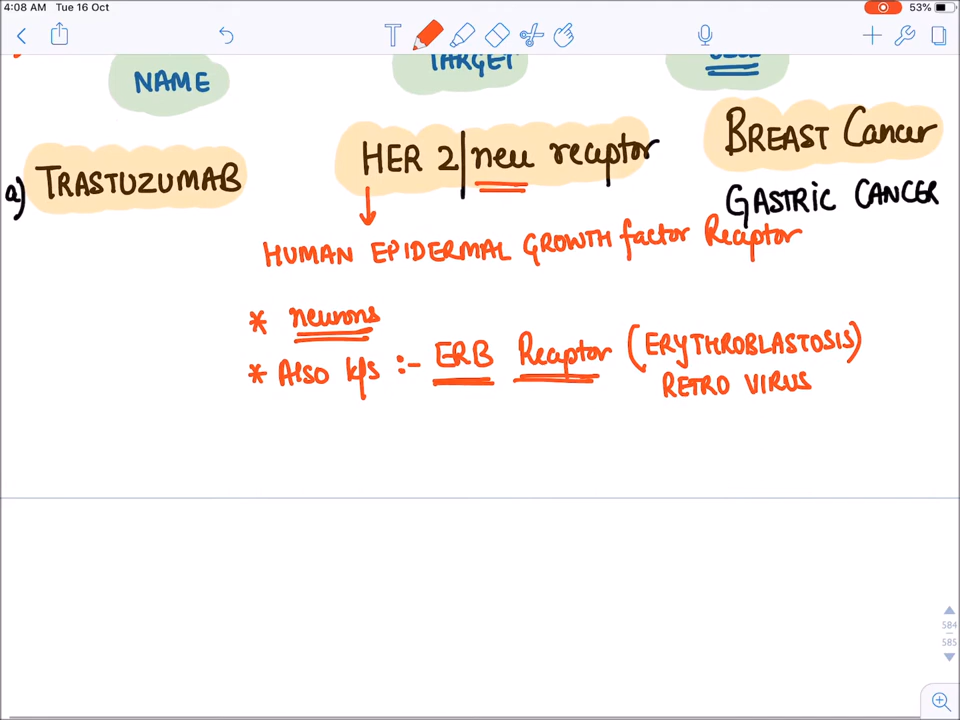 4:08 AM Tue 16 Oct 53%
T
NAME TARGET
a) TRASTUZUMAB HER 2 | neu receptor BREAST Cancer
GASTRIC CANCER
HUMAN EPIDERMAL GROWTH factor Receptor
* neurons
* Also k/s :- ERB Receptor (ERYTHROBLASTOSIS)
RETRO VIRUS
584
585